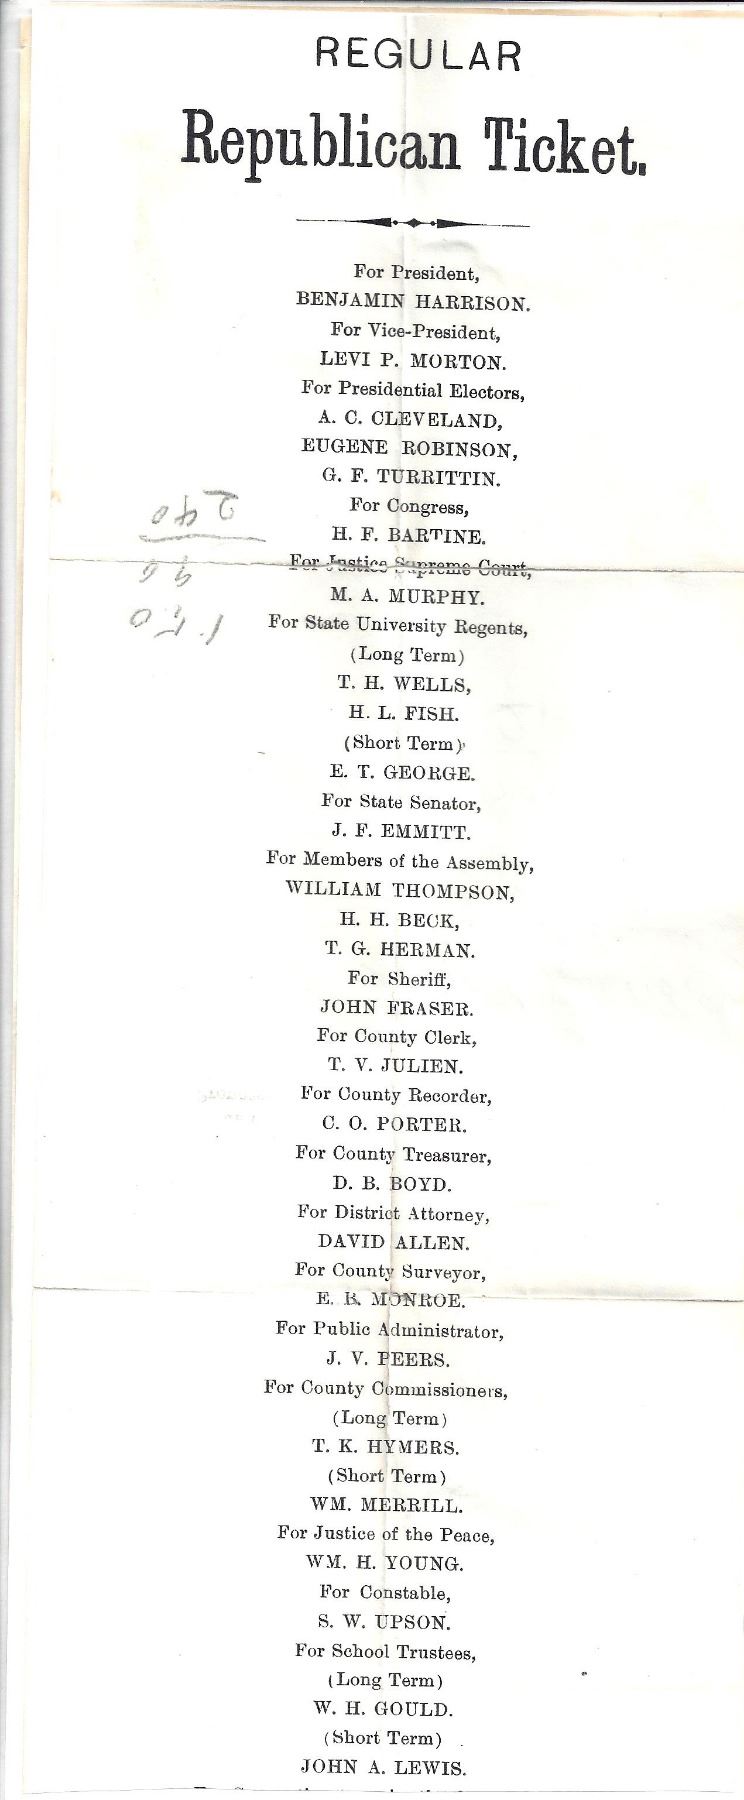 REGULAR
Republican Ticket.
For President,
BENJAMIN HARRISON.
For Vice-President,
LEVI P. MORTON.
For Presidential Electors,
A. C. CLEVELAND,
EUGENE ROBINSON,
G. F. TURRITTIN.
For Congress,
H. F. BARTINE.
For Justice Supreme Court,
M. A. MURPHY.
For State University Regents,
(Long Term)
T. H. WELLS,
H. L. FISH.
(Short Term)
E. T. GEORGE.
For State Senator,
J. F. EMMITT.
For Members of the Assembly,
WILLIAM THOMPSON,
H. H. BECK,
T. G. HERMAN.
For Sheriff,
JOHN FRASER.
For County Clerk,
T. V. JULIEN.
For County Recorder,
C. O. PORTER.
For County Treasurer,
D. B. BOYD.
For District Attorney,
DAVID ALLEN.
For County Surveyor,
E. B. MONROE.
For Public Administrator,
J. V. PEERS.
For County Commissioners,
(Long Term)
T. K. HYMERS.
(Short Term)
WM. MERRILL.
For Justice of the Peace,
WM. H. YOUNG.
For Constable,
S. W. UPSON.
For School Trustees,
(Long Term)
W. H. GOULD.
(Short Term)
JOHN A. LEWIS.